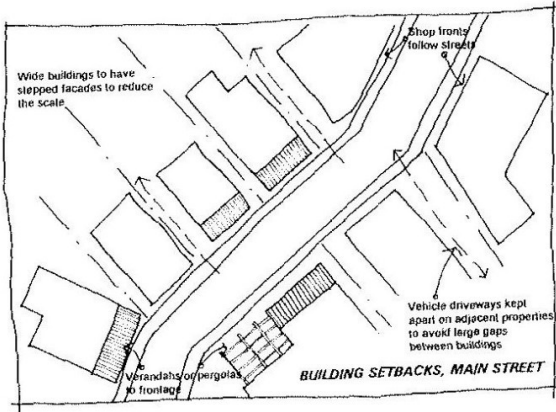 Shop fronts
follow streets
Wide buildings to have
stepped facades to reduce
the scale
Vehicle driveways kept
apart on adjacent properties
to avoid large gaps
between buildings
Verandahs or pergolas
to frontage
BUILDING SETBACKS, MAIN STREET